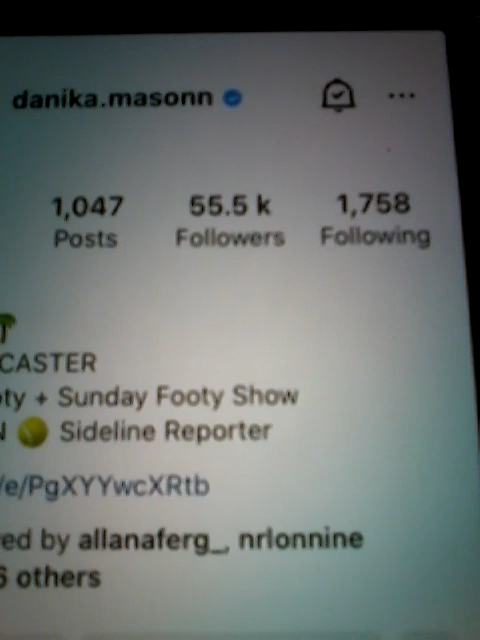 danika.masonn
1,047 55.5 k 1,758
Posts Followers Following
T
CASTER
ty + Sunday Footy Show
N Sideline Reporter
/e/PgXYYwcXRtb
ed by allanaferg_, nrlonnine
6 others